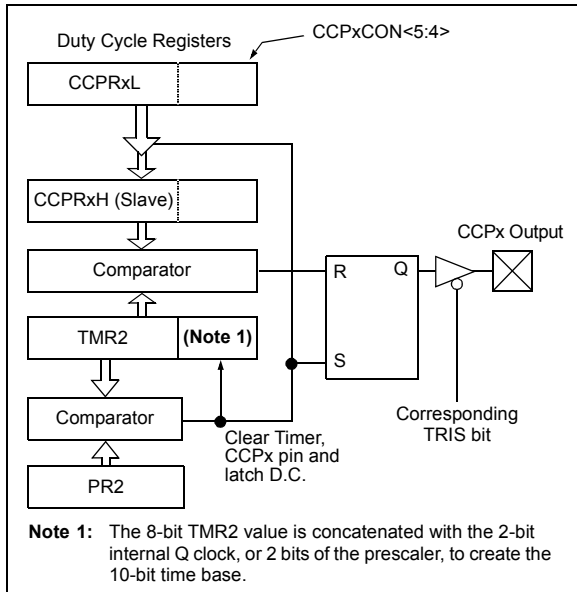 Duty Cycle Registers
CCPxCON<5:4>
CCPRxL
CCPRxH (Slave)
CCPx Output
Comparator
R
Q
TMR2
(Note 1)
S
Comparator
Clear Timer,
CCPx pin and
latch D.C.
Corresponding
TRIS bit
PR2
Note 1: The 8-bit TMR2 value is concatenated with the 2-bit
internal Q clock, or 2 bits of the prescaler, to create the
10-bit time base.